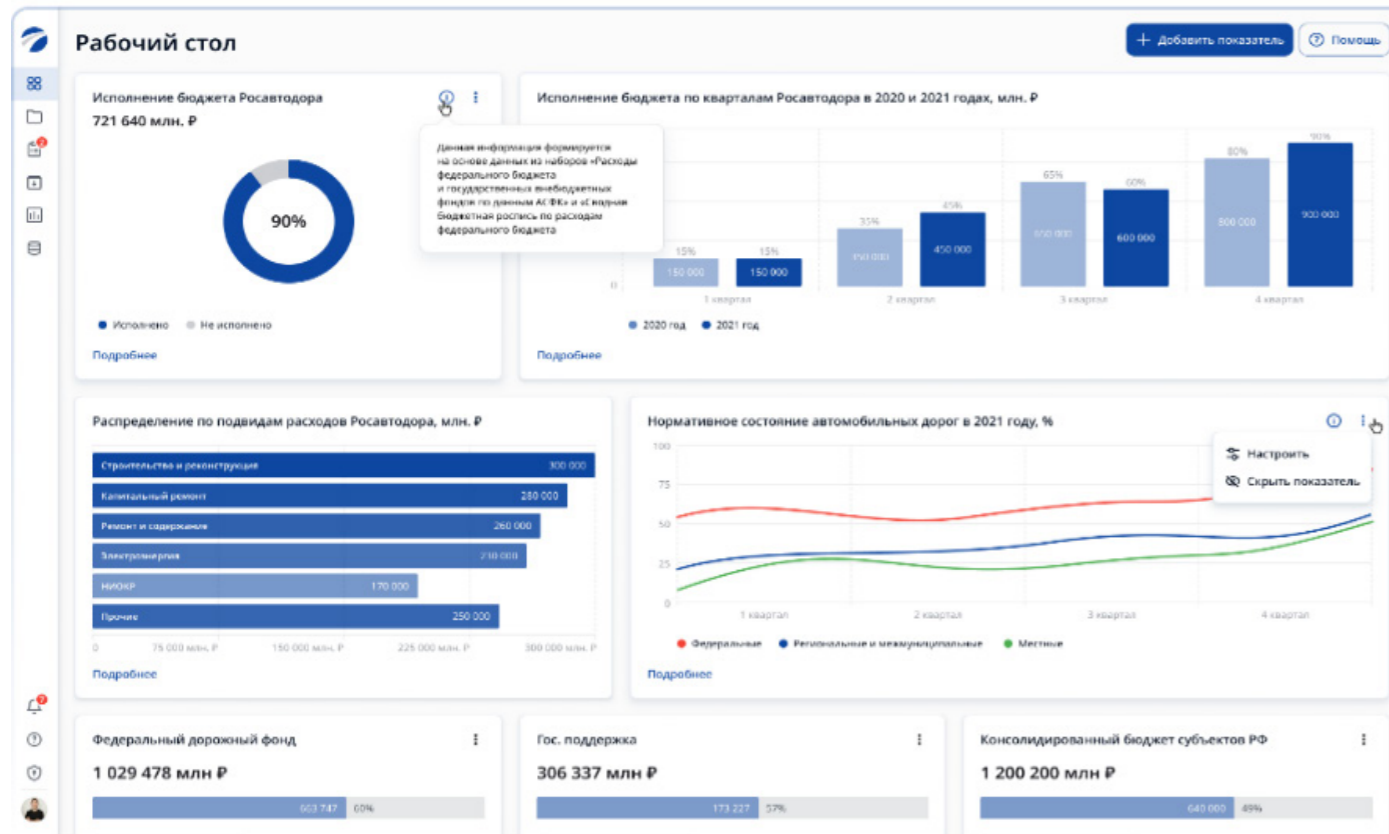 Рабочий стол
+ Добавить показатель
Помощь
Исполнение бюджета Росавтодора
721 640 млн. ₽
90%
Исполнено
Не исполнено
Подробнее
Данная информация формируется
на основе данных из наборов «Расходы
федерального бюджета
и государственных внебюджетных
фондов по данным АСФК» и «Сводная
бюджетная роспись по расходам
федерального бюджета
Исполнение бюджета по кварталам Росавтодора в 2020 и 2021 годах, млн. ₽
15%
150 000
15%
150 000
35%
350 000
45%
450 000
65%
650 000
60%
600 000
80%
800 000
90%
900 000
0
1 квартал
2 квартал
3 квартал
4 квартал
2020 год
2021 год
Подробнее
Распределение по подвидам расходов Росавтодора, млн. ₽
Строительство и реконструкция 300 000
Капитальный ремонт 280 000
Ремонт и содержание 260 000
Электроэнергия 230 000
НИОКР 170 000
Прочие 250 000
0 75 000 млн. ₽ 150 000 млн. ₽ 225 000 млн. ₽ 300 000 млн. ₽
Подробнее
Нормативное состояние автомобильных дорог в 2021 году, %
Настроить
Скрыть показатель
100
75
50
25
0
1 квартал
2 квартал
3 квартал
4 квартал
Федеральные
Региональные и межмуниципальные
Местные
Подробнее
Федеральный дорожный фонд
1 029 478 млн ₽
663 747 60%
Гос. поддержка
306 337 млн ₽
173 227 57%
Консолидированный бюджет субъектов РФ
1 200 200 млн ₽
640 000 49%